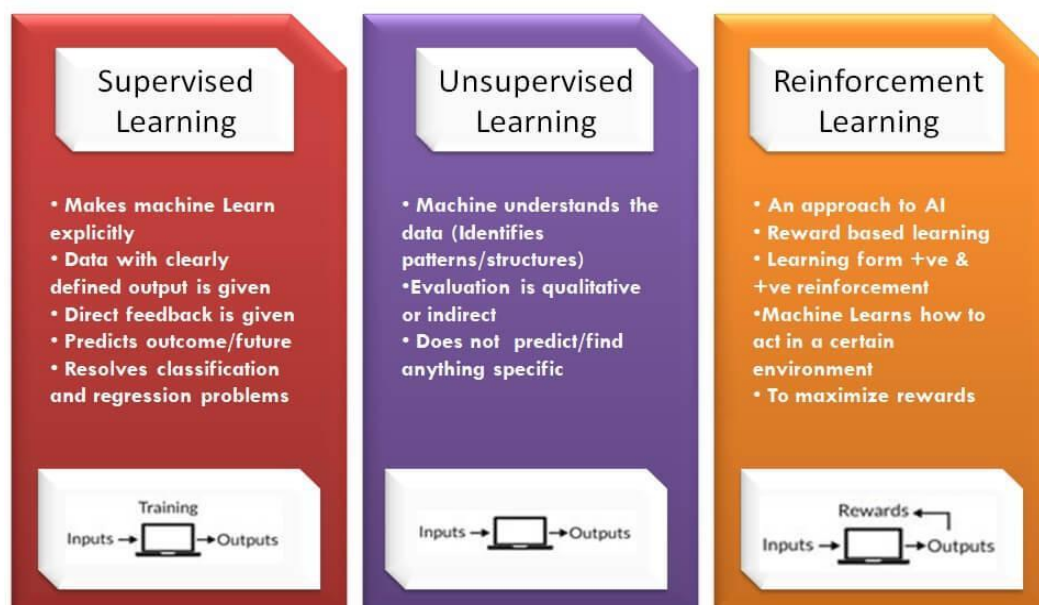 Supervised
Learning
• Makes machine Learn
explicitly
• Data with clearly
defined output is given
• Direct feedback is given
• Predicts outcome/future
• Resolves classification
and regression problems
Training
Inputs
Outputs
Unsupervised
Learning
• Machine understands the
data (Identifies
patterns/structures)
•Evaluation is qualitative
or indirect
• Does not predict/find
anything specific
Inputs
Outputs
Reinforcement
Learning
• An approach to AI
• Reward based learning
• Learning form +ve &
+ve reinforcement
•Machine Learns how to
act in a certain
environment
• To maximize rewards
Rewards
Inputs
Outputs